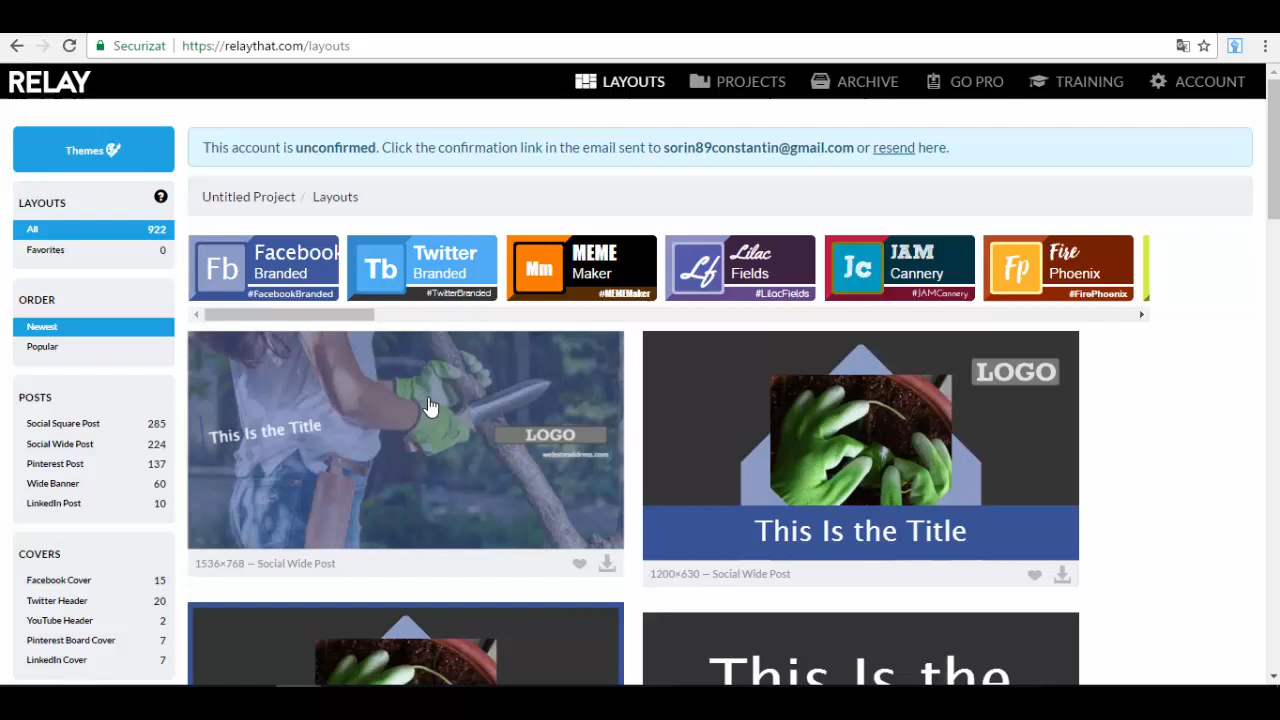 Securizat https://relaythat.com/layouts
RELAY
LAYOUTS PROJECTS ARCHIVE GO PRO TRAINING ACCOUNT
Themes
This account is unconfirmed. Click the confirmation link in the email sent to sorin89constantin@gmail.com or resend here.
Untitled Project / Layouts
LAYOUTS
All 922
Favorites 0
ORDER
Newest
Popular
POSTS
Social Square Post 285
Social Wide Post 224
Pinterest Post 137
Wide Banner 60
LinkedIn Post 10
COVERS
Facebook Cover 15
Twitter Header 20
YouTube Header 2
Pinterest Board Cover 7
LinkedIn Cover 7
Fb Facebook
Branded
#FacebookBranded
Tb Twitter
Branded
#TwitterBranded
Mm MEME
Maker
#MEMEMaker
Lf Lilac
Fields
#LilacFields
Jc JAM
Cannery
#JAMCannery
Fp Fire
Phoenix
#FirePhoenix
This Is the Title
LOGO
websiteaddress.com
1536×768 — Social Wide Post
LOGO
This Is the Title
1200×630 — Social Wide Post
This Is the